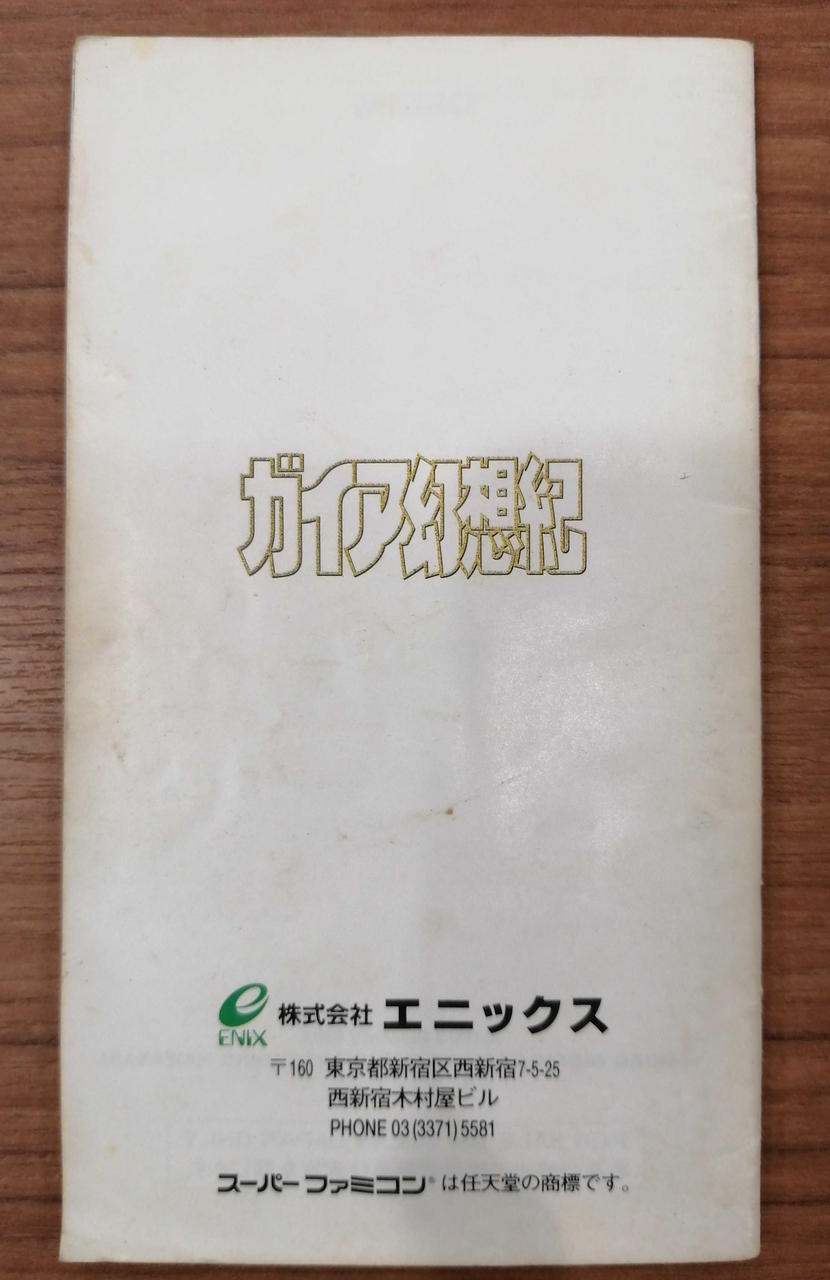 ガイア幻想紀
ENIX 株式会社 エニックス
〒160 東京都新宿区西新宿7-5-25
西新宿木村屋ビル
PHONE 03 (3371) 5581
スーパーファミコン®は任天堂の商標です。